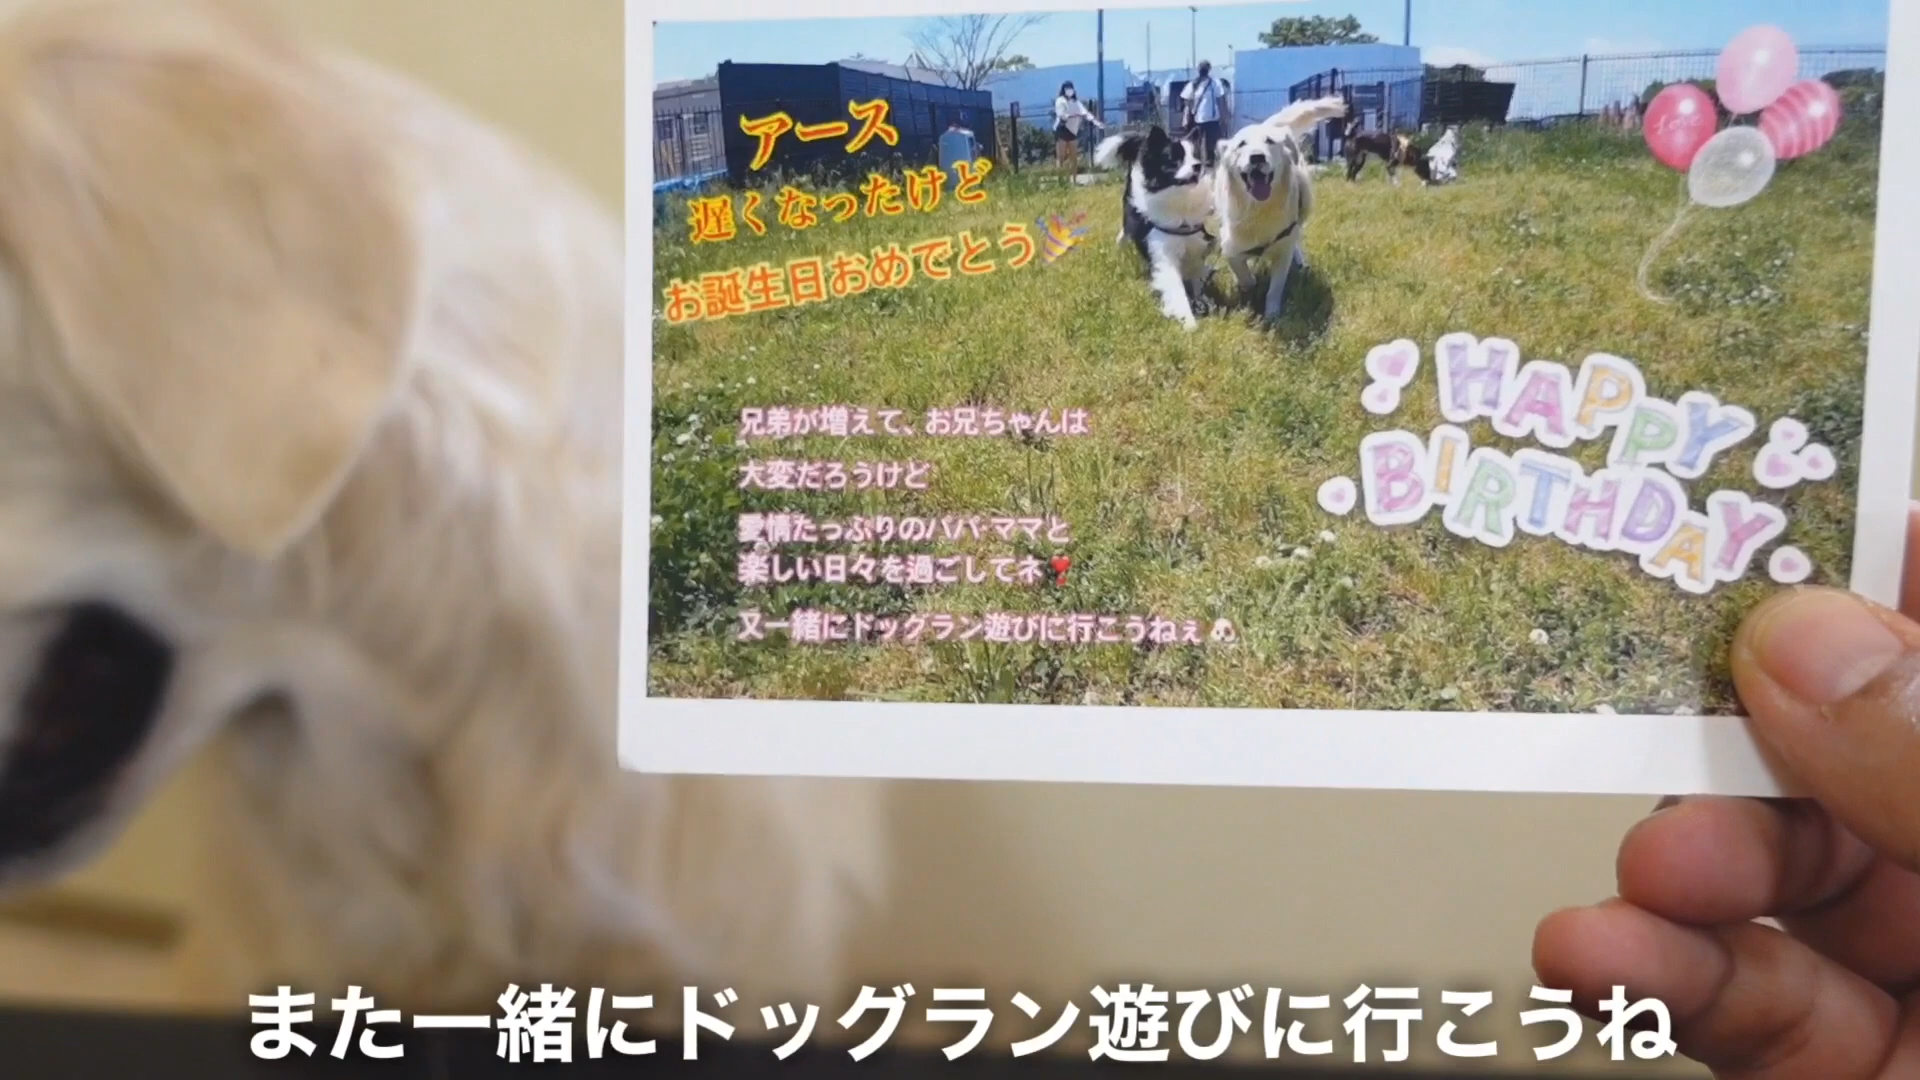 アース
遅くなったけど
お誕生日おめでとう🎉
兄弟が増えて、お兄ちゃんは
大変だろうけど
愛情たっぷりのパパ・ママと
楽しい日々を過ごしてネ❣
又一緒にドッグラン遊びに行こうねぇ🐶
HAPPY
BIRTHDAY
また一緒にドッグラン遊びに行こうね